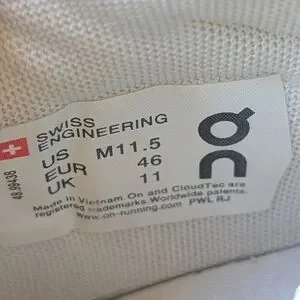 SWISS
ENGINEERING
US M11.5
EUR 46
UK 11
Made in Vietnam. On and CloudTec are
registered trademarks. Worldwide patents.
www.on-running.com PWL RJ
on